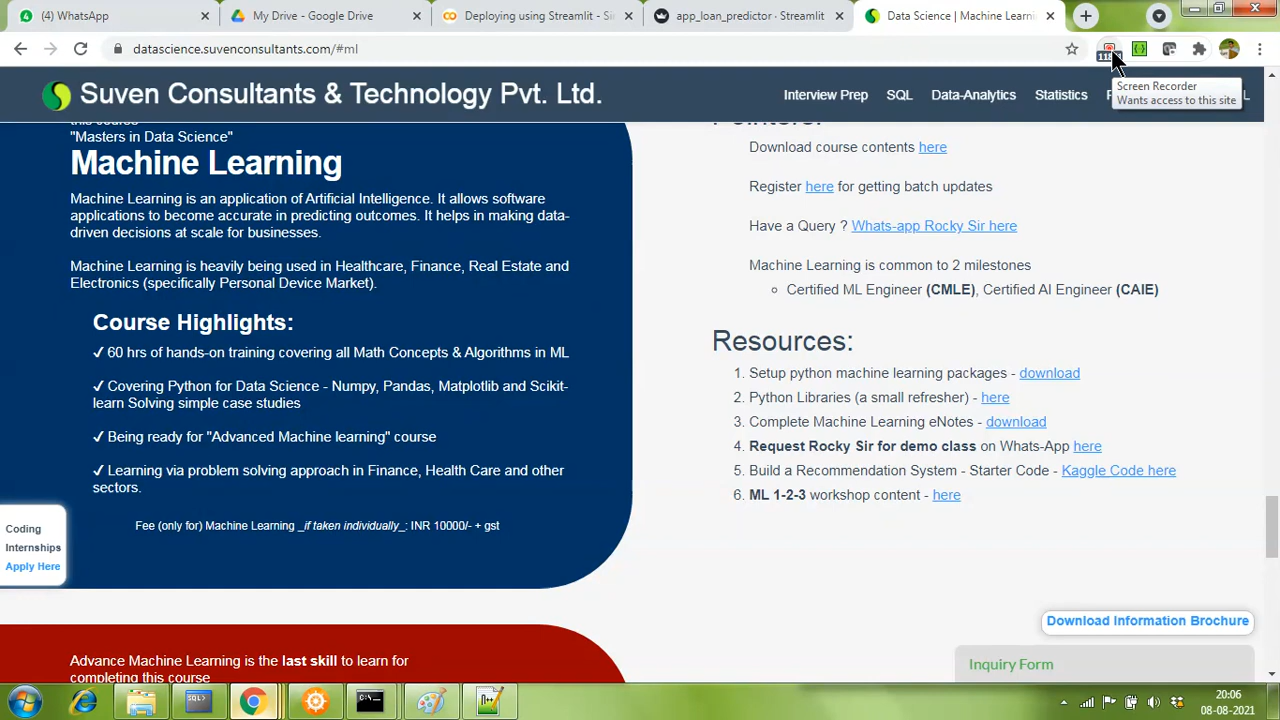 (4) WhatsApp
My Drive - Google Drive
Deploying using Streamlit - Si
app_loan_predictor · Streamlit
Data Science | Machine Learni
datascience.suvenconsultants.com/#ml
Screen Recorder
Wants access to this site
Suven Consultants & Technology Pvt. Ltd.
Interview Prep
SQL
Data-Analytics
Statistics
this course
"Masters in Data Science"
Machine Learning
Machine Learning is an application of Artificial Intelligence. It allows software
applications to become accurate in predicting outcomes. It helps in making data-
driven decisions at scale for businesses.
Machine Learning is heavily being used in Healthcare, Finance, Real Estate and
Electronics (specifically Personal Device Market).
Course Highlights:
✓ 60 hrs of hands-on training covering all Math Concepts & Algorithms in ML
✓ Covering Python for Data Science - Numpy, Pandas, Matplotlib and Scikit-
learn Solving simple case studies
✓ Being ready for "Advanced Machine learning" course
✓ Learning via problem solving approach in Finance, Health Care and other
sectors.
Fee (only for) Machine Learning _if taken individually_: INR 10000/- + gst
Coding
Internships
Apply Here
Advance Machine Learning is the last skill to learn for
completing this course
Pointers:
Download course contents here
Register here for getting batch updates
Have a Query ? Whats-app Rocky Sir here
Machine Learning is common to 2 milestones
Certified ML Engineer (CMLE), Certified AI Engineer (CAIE)
Resources:
1. Setup python machine learning packages - download
2. Python Libraries (a small refresher) - here
3. Complete Machine Learning eNotes - download
4. Request Rocky Sir for demo class on Whats-App here
5. Build a Recommendation System - Starter Code - Kaggle Code here
6. ML 1-2-3 workshop content - here
Download Information Brochure
Inquiry Form
20:06
08-08-2021